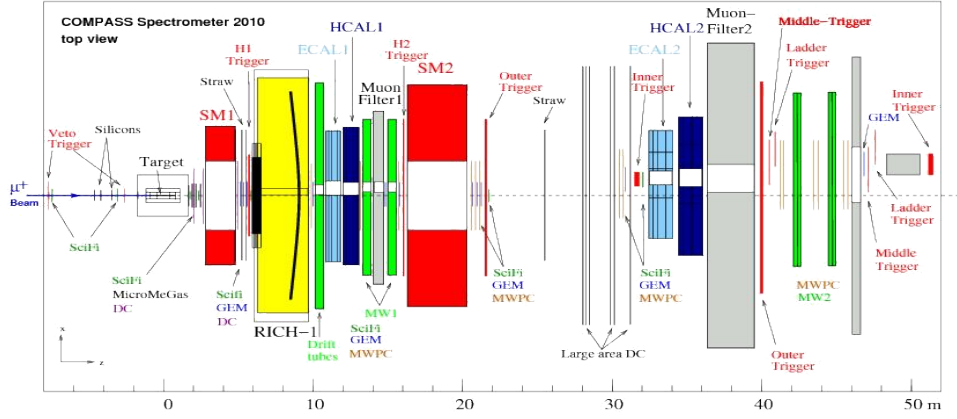 COMPASS Spectrometer 2010
top view
Veto
Trigger
Silicons
Target
SM1
Straw
H1
Trigger
ECAL1
HCAL1
Muon
Filter1
H2
Trigger
SM2
Outer
Trigger
Straw
Inner
Trigger
ECAL2
HCAL2
Muon-
Filter2
Middle-Trigger
Ladder
Trigger
GEM
Inner
Trigger
μ+
Beam
SciFi
SciFi
MicroMeGas
DC
Scifi
GEM
DC
RICH-1
Drift
tubes
MW1
SciFi
GEM
MWPC
SciFi
GEM
MWPC
Large area DC
SciFi
GEM
MWPC
Outer
Trigger
MWPC
MW2
Middle
Trigger
Ladder
Trigger
x
z
0 10 20 30 40 50 m